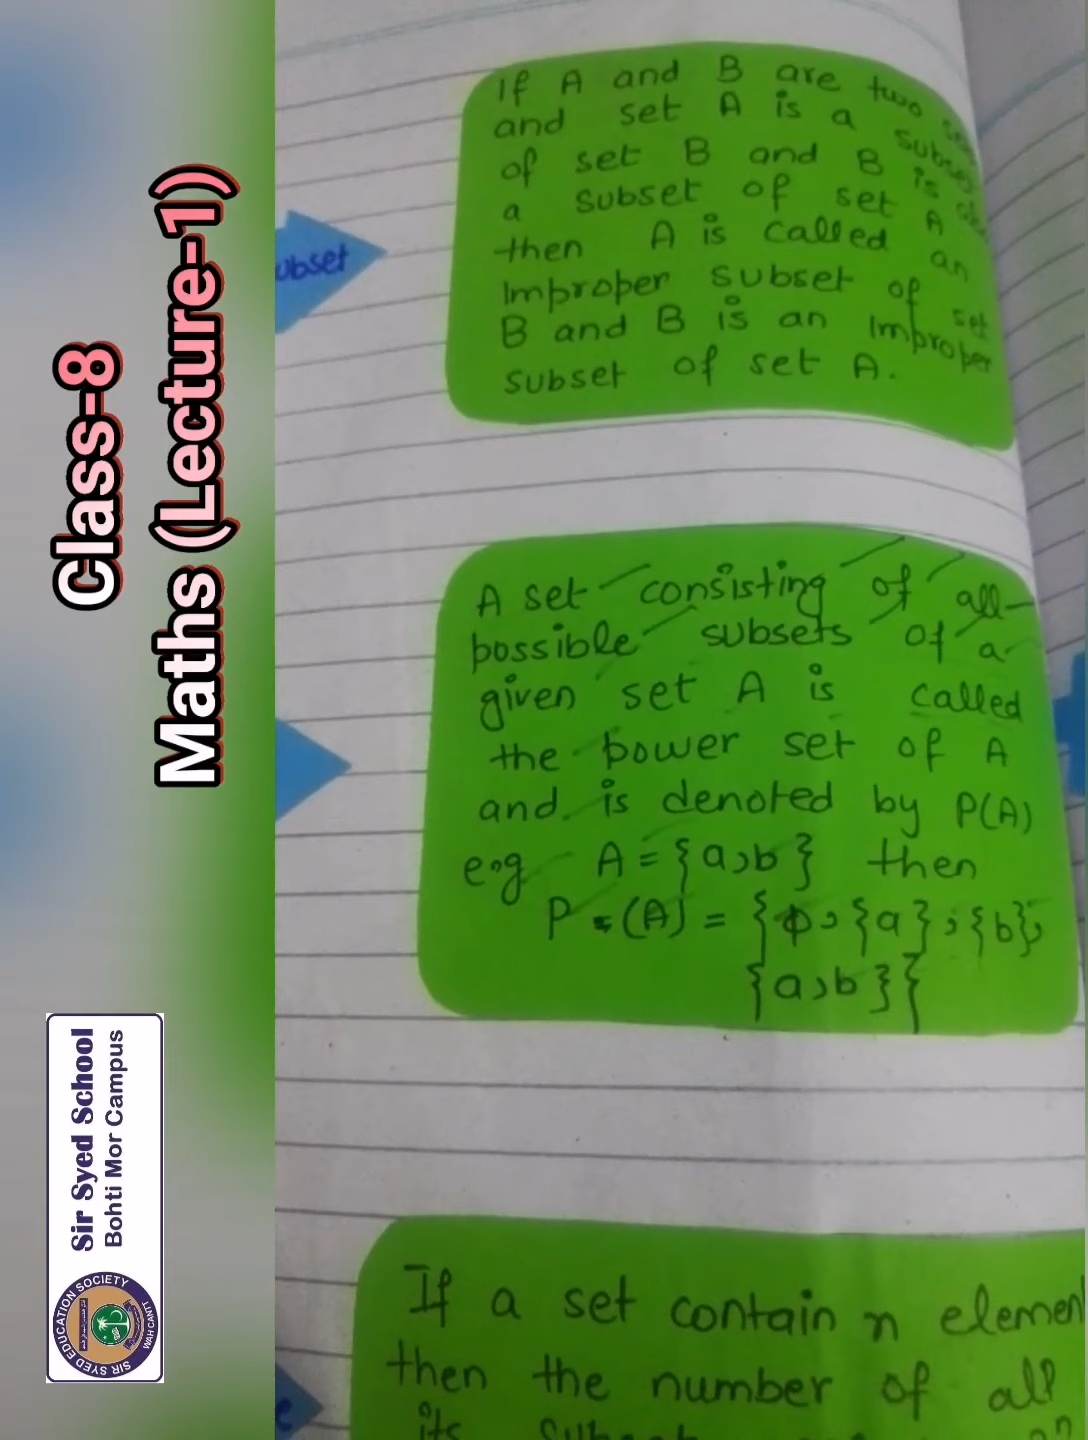 Class-8
Maths (Lecture-1)
Sir Syed School
Bohti Mor Campus
SIR SYED EDUCATION SOCIETY
WAH CANTT
ubset
If A and B are two
and set A is a subset
of set B and B is
a subset of set A
then A is called an
Improper subset of set
B and B is an Improper
subset of set A.
A set consisting of all
possible subsets of a
given set A is called
the power set of A
and is denoted by P(A)
e.g A = {a,b} then
P (A) = {Φ, {a}, {b},
{a,b}{
If a set contain n elemen
then the number of all
its